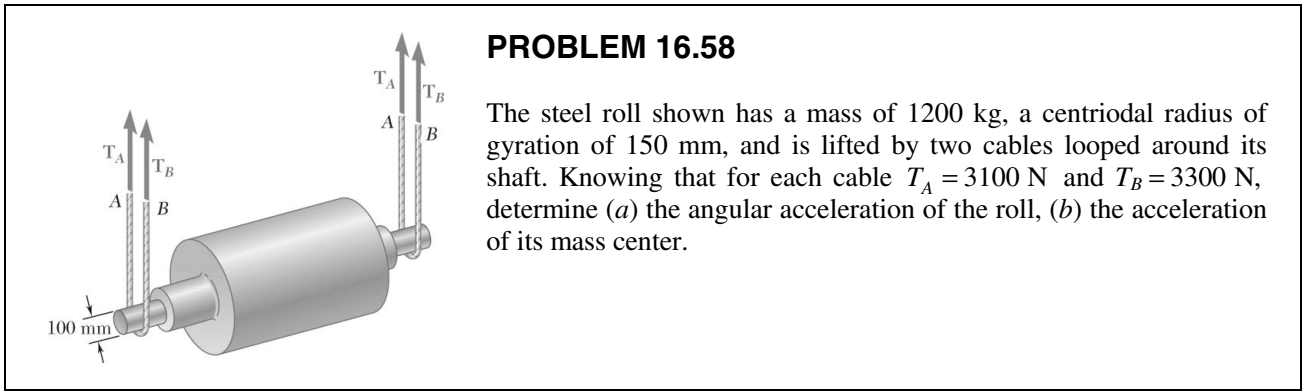 PROBLEM 16.58
The steel roll shown has a mass of 1200 kg, a centriodal radius of
gyration of 150 mm, and is lifted by two cables looped around its
shaft. Knowing that for each cable T_A = 3100 N and T_B = 3300 N,
determine (a) the angular acceleration of the roll, (b) the acceleration
of its mass center.
T_A
T_B
A
B
T_A
T_B
A
B
100 mm